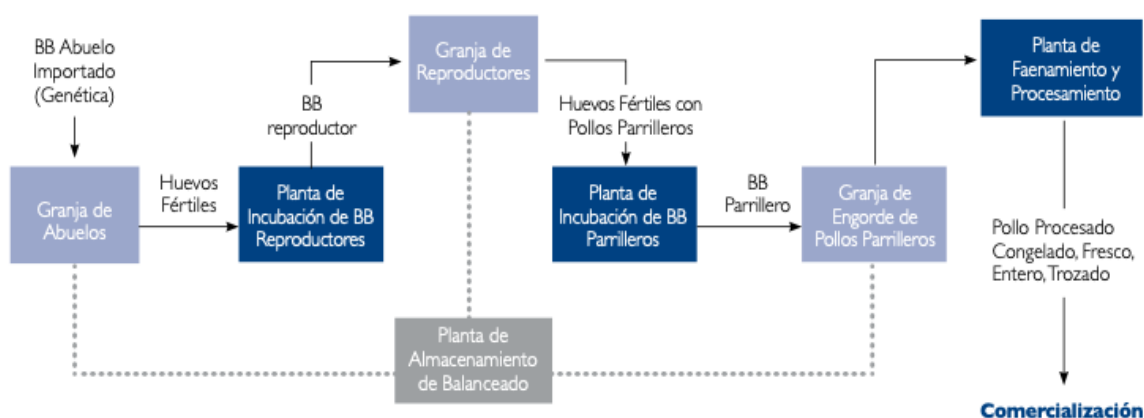 BB Abuelo
Importado
(Genética)
Granja de
Abuelos
Huevos
Fértiles
Planta de
Incubación de BB
Reproductores
BB
reproductor
Granja de
Reproductores
Huevos Fértiles con
Pollos Parrilleros
Planta de
Incubación de BB
Parrilleros
BB
Parrillero
Granja de
Engorde de
Pollos Parrilleros
Planta de
Faenamiento y
Procesamiento
Pollo Procesado
Congelado, Fresco,
Entero, Trozado
Comercialización
Planta de
Almacenamiento
de Balanceado